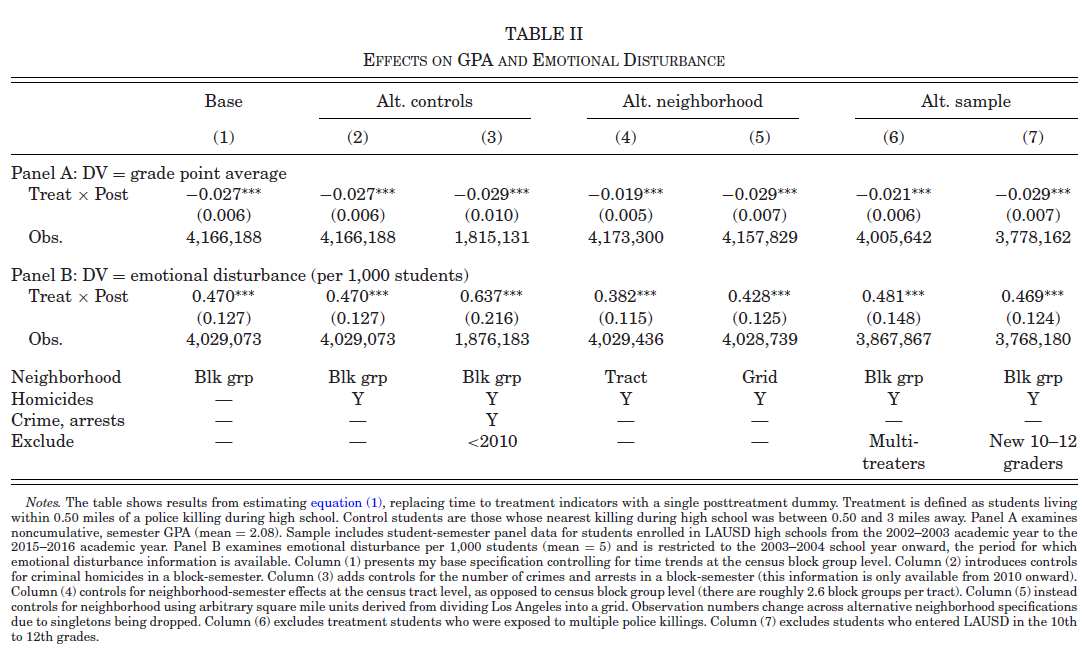 TABLE II
EFFECTS ON GPA AND EMOTIONAL DISTURBANCE
Base Alt. controls Alt. neighborhood Alt. sample
(1) (2) (3) (4) (5) (6) (7)
Panel A: DV = grade point average
Treat × Post −0.027*** −0.027*** −0.029*** −0.019*** −0.029*** −0.021*** −0.029***
(0.006) (0.006) (0.010) (0.005) (0.007) (0.006) (0.007)
Obs. 4,166,188 4,166,188 1,815,131 4,173,300 4,157,829 4,005,642 3,778,162
Panel B: DV = emotional disturbance (per 1,000 students)
Treat × Post 0.470*** 0.470*** 0.637*** 0.382*** 0.428*** 0.481*** 0.469***
(0.127) (0.127) (0.216) (0.115) (0.125) (0.148) (0.124)
Obs. 4,029,073 4,029,073 1,876,183 4,029,436 4,028,739 3,867,867 3,768,180
Neighborhood Blk grp Blk grp Blk grp Tract Grid Blk grp Blk grp
Homicides — Y Y Y Y Y Y
Crime, arrests — — Y — — — —
Exclude — — <2010 — — Multi- New 10–12
treaters graders
Notes. The table shows results from estimating equation (1), replacing time to treatment indicators with a single posttreatment dummy. Treatment is defined as students living
within 0.50 miles of a police killing during high school. Control students are those whose nearest killing during high school was between 0.50 and 3 miles away. Panel A examines
noncumulative, semester GPA (mean = 2.08). Sample includes student-semester panel data for students enrolled in LAUSD high schools from the 2002–2003 academic year to the
2015–2016 academic year. Panel B examines emotional disturbance per 1,000 students (mean = 5) and is restricted to the 2003–2004 school year onward, the period for which
emotional disturbance information is available. Column (1) presents my base specification controlling for time trends at the census block group level. Column (2) introduces controls
for criminal homicides in a block-semester. Column (3) adds controls for the number of crimes and arrests in a block-semester (this information is only available from 2010 onward).
Column (4) controls for neighborhood-semester effects at the census tract level, as opposed to census block group level (there are roughly 2.6 block groups per tract). Column (5) instead
controls for neighborhood using arbitrary square mile units derived from dividing Los Angeles into a grid. Observation numbers change across alternative neighborhood specifications
due to singletons being dropped. Column (6) excludes treatment students who were exposed to multiple police killings. Column (7) excludes students who entered LAUSD in the 10th
to 12th grades.